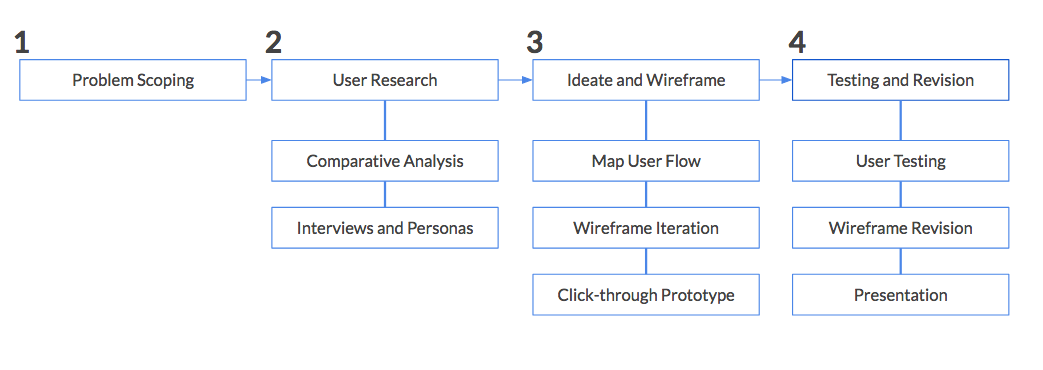 1
Problem Scoping
2
User Research
Comparative Analysis
Interviews and Personas
3
Ideate and Wireframe
Map User Flow
Wireframe Iteration
Click-through Prototype
4
Testing and Revision
User Testing
Wireframe Revision
Presentation